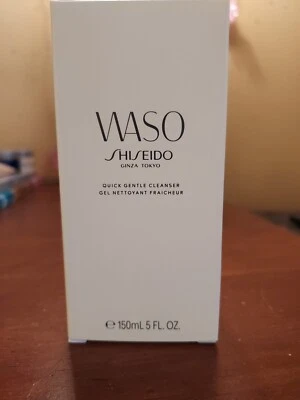 WASO
SHISEIDO
GINZA TOKYO
QUICK GENTLE CLEANSER
GEL NETTOYANT FRAICHEUR
℮ 150mL 5 FL. OZ.